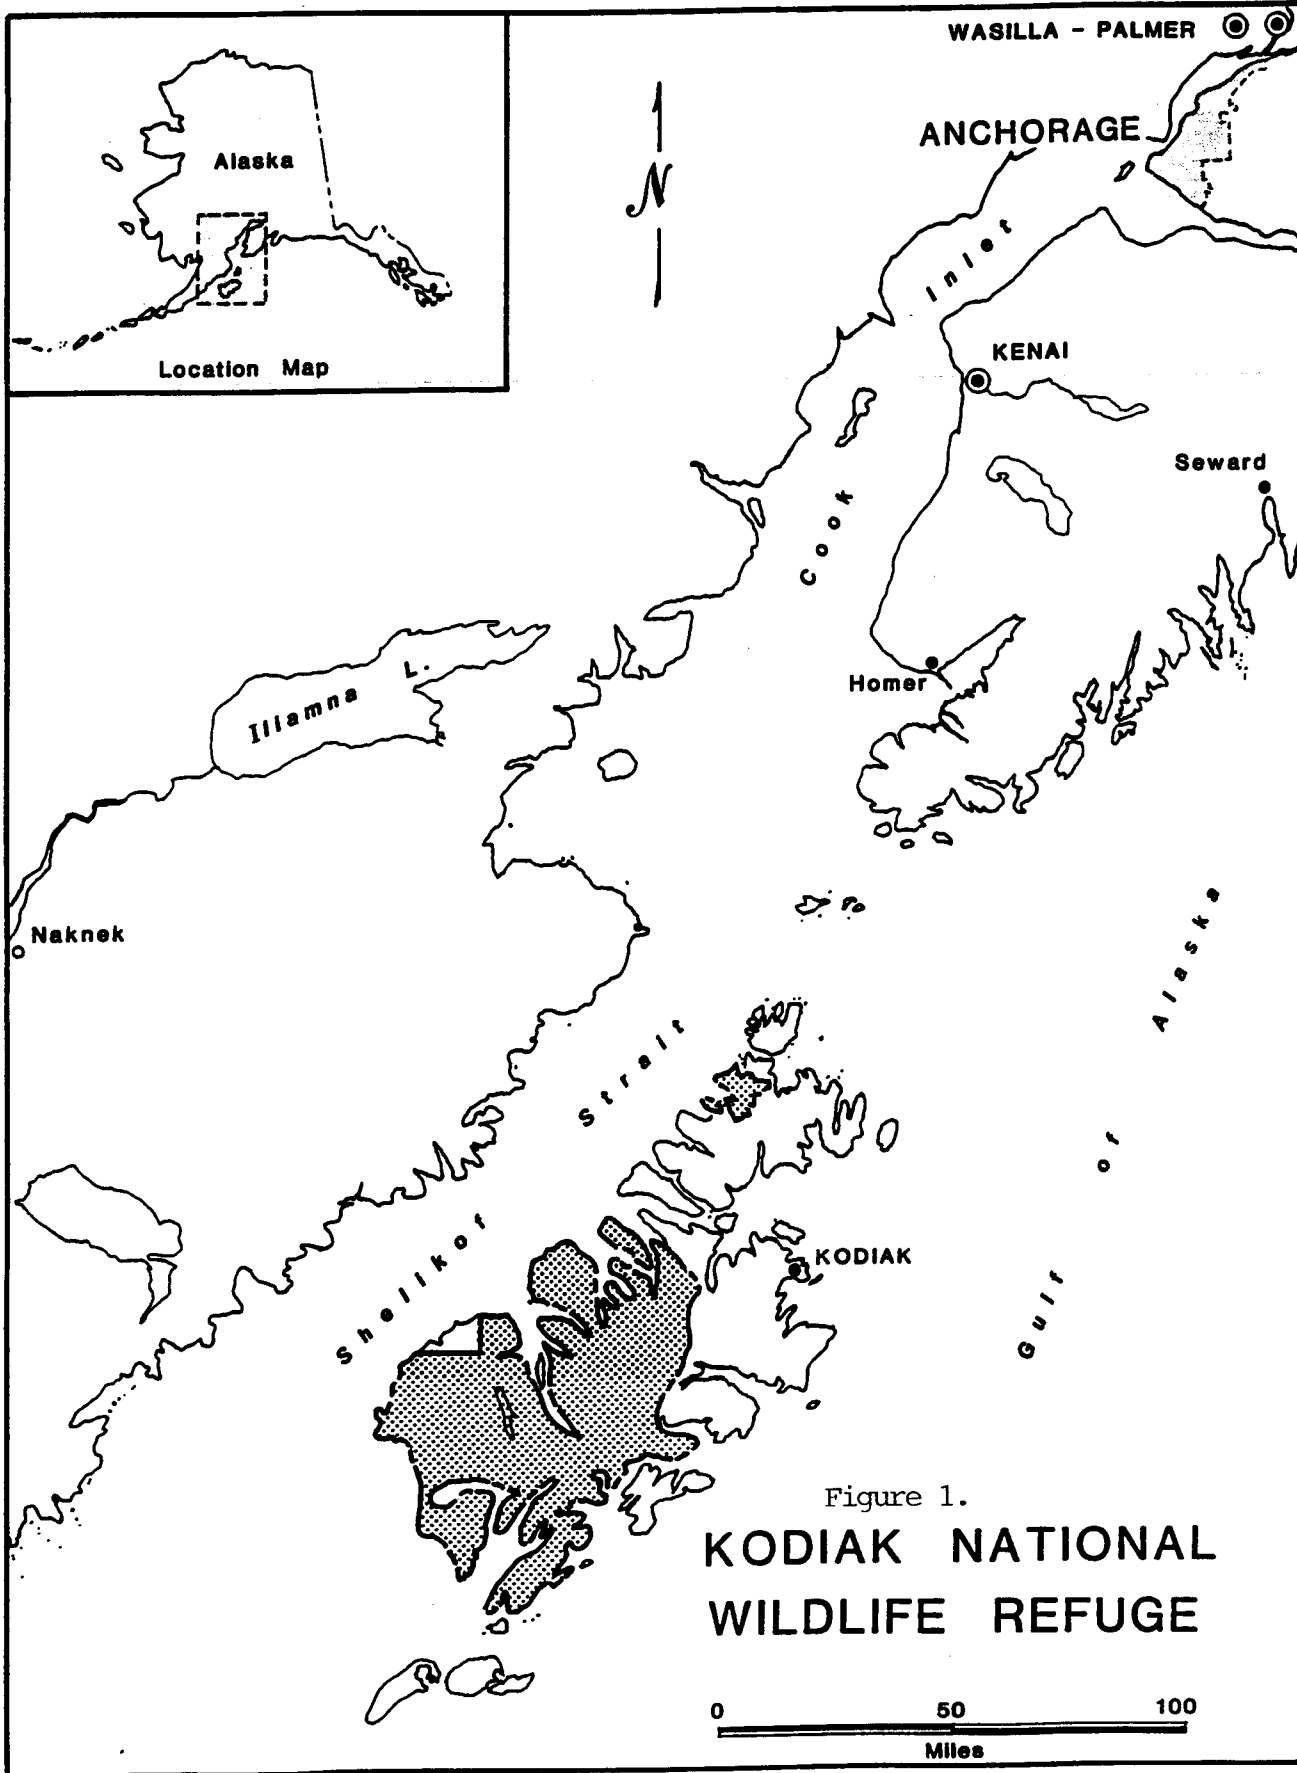 WASILLA - PALMER
ANCHORAGE
Alaska
Location Map
N
Cook Inlet
KENAI
Seward
Homer
Iliamna L.
Naknek
Shelikof Strait
Gulf of Alaska
KODIAK
Figure 1.
KODIAK NATIONAL
WILDLIFE REFUGE
0 50 100
Miles